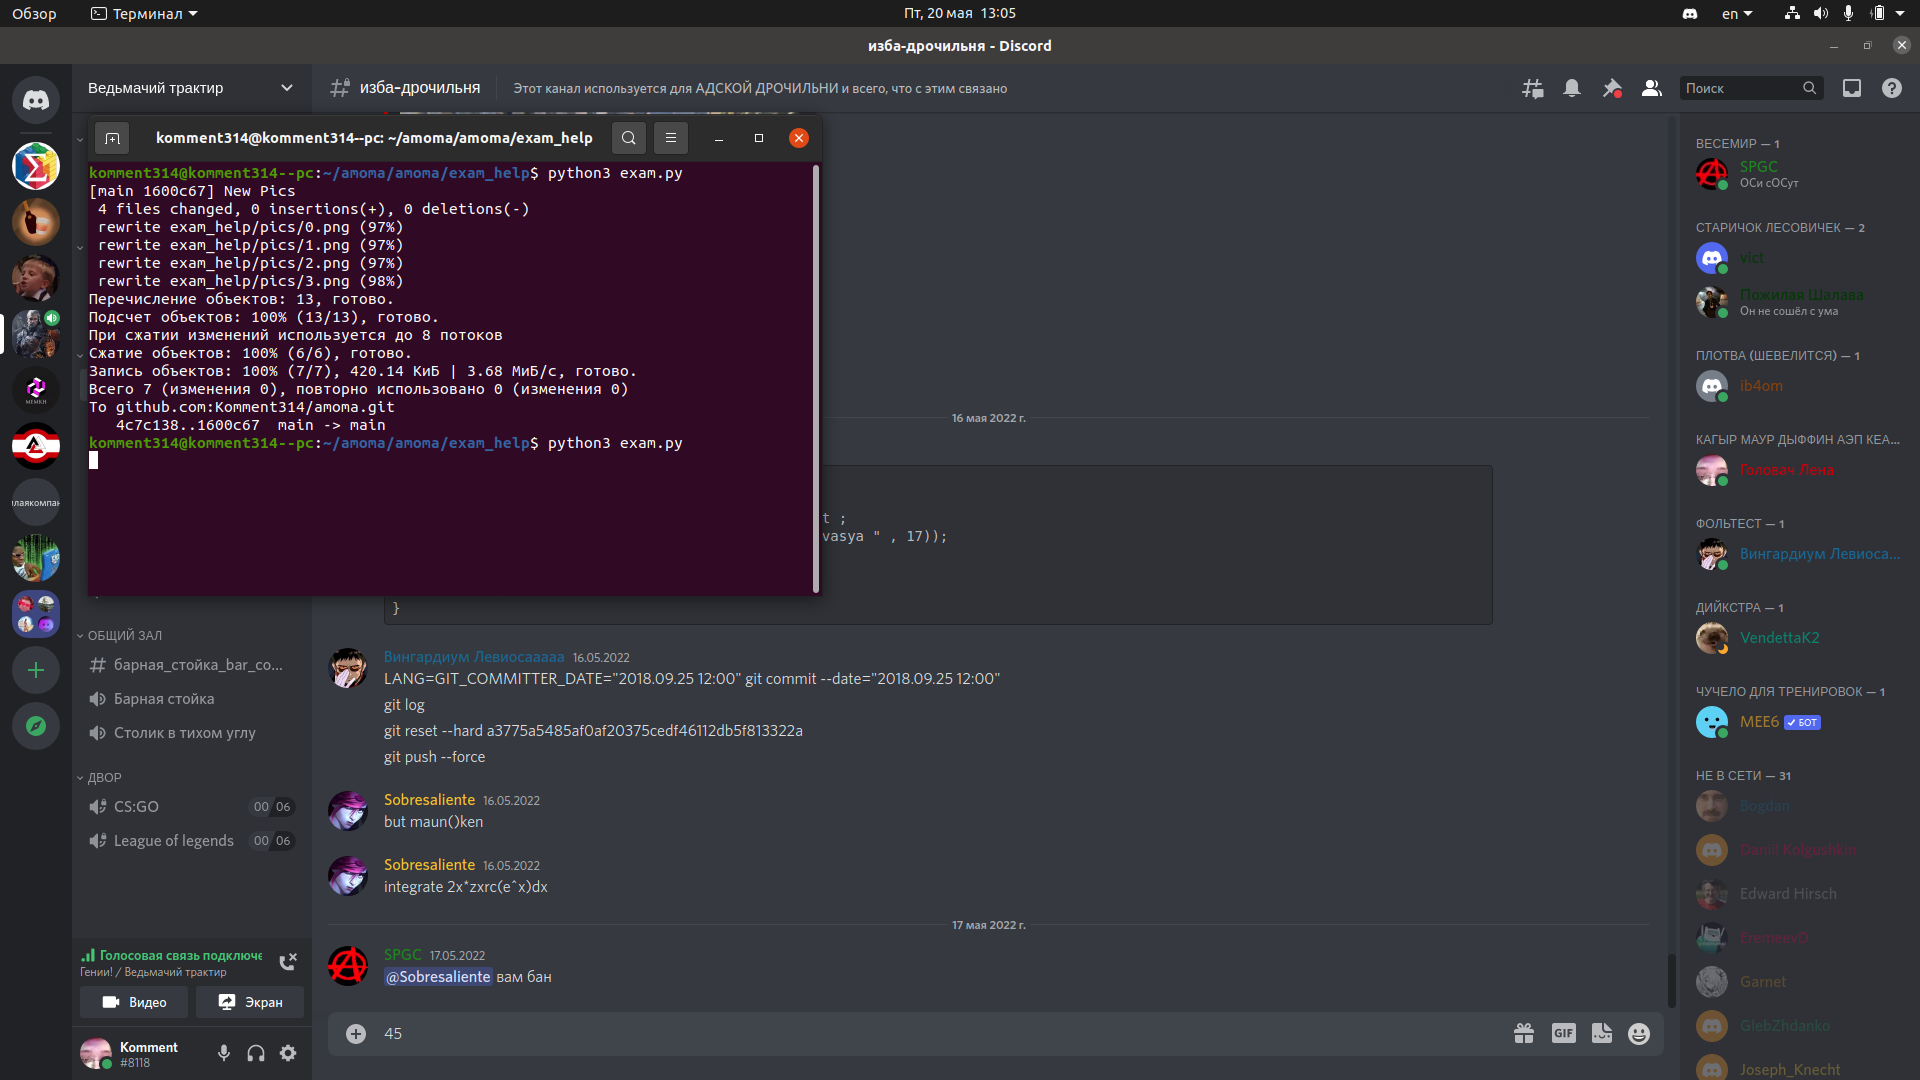 Обзор
Терминал
Пт, 20 мая 13:05
en
изба-дрочильня - Discord
Ведьмачий трактир
изба-дрочильня
Этот канал используется для АДСКОЙ ДРОЧИЛЬНИ и всего, что с этим связано
Поиск
komment314@komment314--pc: ~/amoma/amoma/exam_help
komment314@komment314--pc:~/amoma/amoma/exam_help$ python3 exam.py
[main 1600c67] New Pics
4 files changed, 0 insertions(+), 0 deletions(-)
rewrite exam_help/pics/0.png (97%)
rewrite exam_help/pics/1.png (97%)
rewrite exam_help/pics/2.png (97%)
rewrite exam_help/pics/3.png (98%)
Перечисление объектов: 13, готово.
Подсчет объектов: 100% (13/13), готово.
При сжатии изменений используется до 8 потоков
Сжатие объектов: 100% (6/6), готово.
Запись объектов: 100% (7/7), 420.14 КиБ | 3.68 МиБ/с, готово.
Всего 7 (изменения 0), повторно использовано 0 (изменения 0)
To github.com:Komment314/amoma.git
4c7c138..1600c67  main -> main
komment314@komment314--pc:~/amoma/amoma/exam_help$ python3 exam.py
МЕМКН
илаякомпан
ОБЩИЙ ЗАЛ
барная_стойка_bar_co...
Барная стойка
Столик в тихом углу
ДВОР
CS:GO
00 06
League of legends
00 06
Голосовая связь подключе
Гении! / Ведьмачий трактир
Видео
Экран
Komment
#8118
16 мая 2022 г.
t ;
vasya " , 17));
}
Вингардиум Левиосааааа 16.05.2022
LANG=GIT_COMMITTER_DATE="2018.09.25 12:00" git commit --date="2018.09.25 12:00"
git log
git reset --hard a3775a5485af0af20375cedf46112db5f813322a
git push --force
Sobresaliente 16.05.2022
but maun()ken
Sobresaliente 16.05.2022
integrate 2x*zxrc(e^x)dx
17 мая 2022 г.
SPGC 17.05.2022
@Sobresaliente вам бан
45
GIF
ВЕСЕМИР — 1
SPGC
ОСи сОСут
СТАРИЧОК ЛЕСОВИЧЕК — 2
vict
Пожилая Шалава
Он не сошёл с ума
ПЛОТВА (ШЕВЕЛИТСЯ) — 1
ib4om
КАГЫР МАУР ДЫФФИН АЭП КЕА...
Головач Лена
ФОЛЬТЕСТ — 1
Вингардиум Левиоса...
ДИЙКСТРА — 1
VendettaK2
ЧУЧЕЛО ДЛЯ ТРЕНИРОВОК — 1
MEE6 БОТ
НЕ В СЕТИ — 31
Bogdan
Daniil Kolgushkin
Edward Hirsch
EremeevD
Garnet
GlebZhdanko
Joseph_Knecht